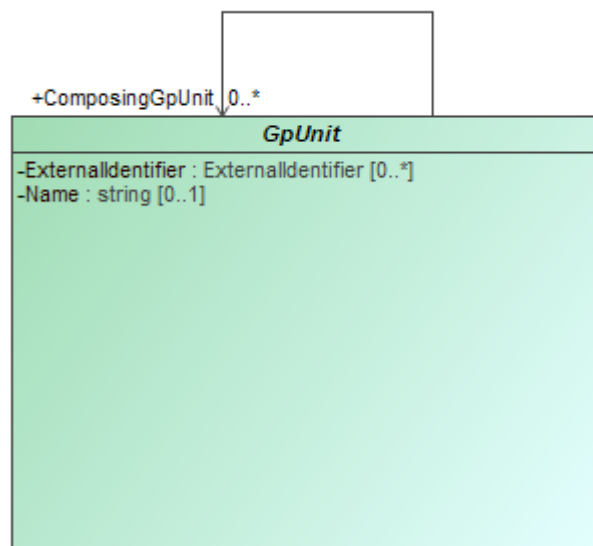 +ComposingGpUnit 0..*
GpUnit
-ExternalIdentifier : ExternalIdentifier [0..*]
-Name : string [0..1]